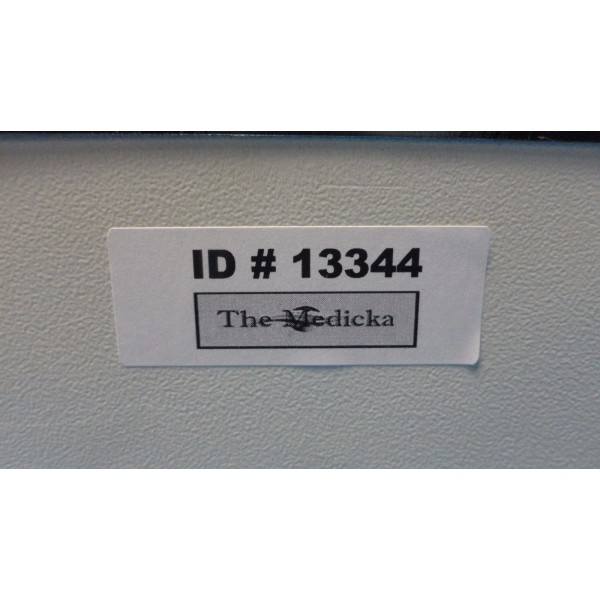 ID # 13344
The Medicka